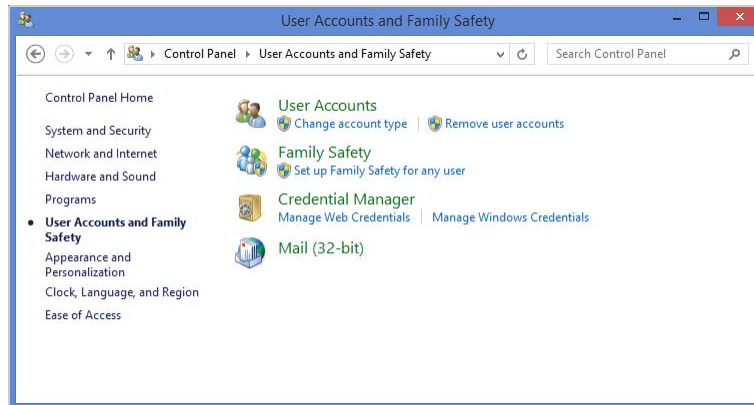 User Accounts and Family Safety
Control Panel User Accounts and Family Safety
Search Control Panel
Control Panel Home
System and Security
Network and Internet
Hardware and Sound
Programs
User Accounts and Family
Safety
Appearance and
Personalization
Clock, Language, and Region
Ease of Access
User Accounts
Change account type Remove user accounts
Family Safety
Set up Family Safety for any user
Credential Manager
Manage Web Credentials Manage Windows Credentials
Mail (32-bit)